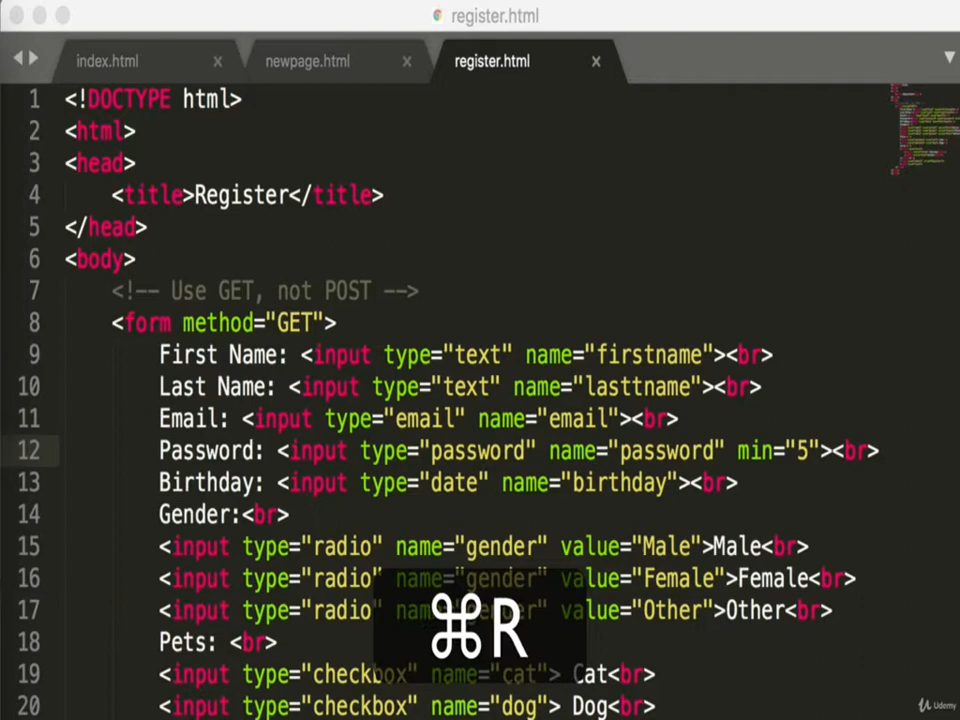 register.html
index.html × newpage.html × register.html ×
1 <!DOCTYPE html>
2 <html>
3 <head>
4 <title>Register</title>
5 </head>
6 <body>
7 <!-- Use GET, not POST -->
8 <form method="GET">
9 First Name: <input type="text" name="firstname"><br>
10 Last Name: <input type="text" name="lasttname"><br>
11 Email: <input type="email" name="email"><br>
12 Password: <input type="password" name="password" min="5"><br>
13 Birthday: <input type="date" name="birthday"><br>
14 Gender:<br>
15 <input type="radio" name="gender" value="Male">Male<br>
16 <input type="radio" name="gender" value="Female">Female<br>
17 <input type="radio" name="gender" value="Other">Other<br>
18 Pets: <br>
19 <input type="checkbox" name="cat"> Cat<br>
20 <input type="checkbox" name="dog"> Dog<br>
⌘R
Udemy